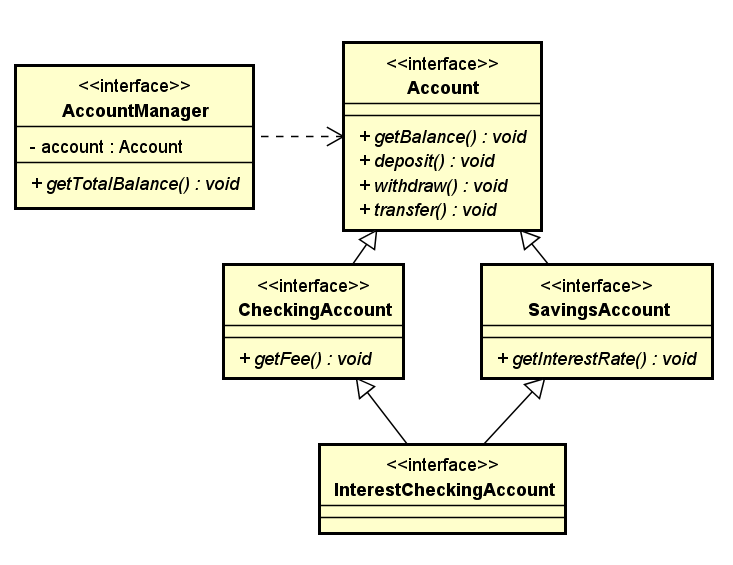 <<interface>>
AccountManager
- account : Account
+ getTotalBalance() : void
<<interface>>
Account
+ getBalance() : void
+ deposit() : void
+ withdraw() : void
+ transfer() : void
<<interface>>
CheckingAccount
+ getFee() : void
<<interface>>
SavingsAccount
+ getInterestRate() : void
<<interface>>
InterestCheckingAccount